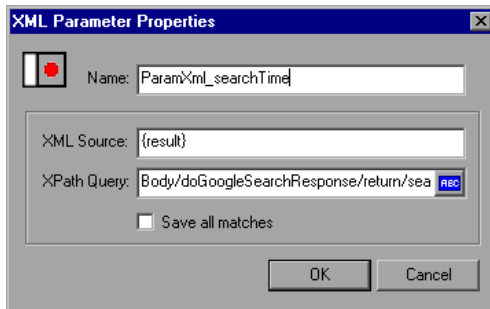 XML Parameter Properties
Name: ParamXml_searchTime
XML Source: {result}
XPath Query: Body/doGoogleSearchResponse/return/sea ABC
Save all matches
OK Cancel